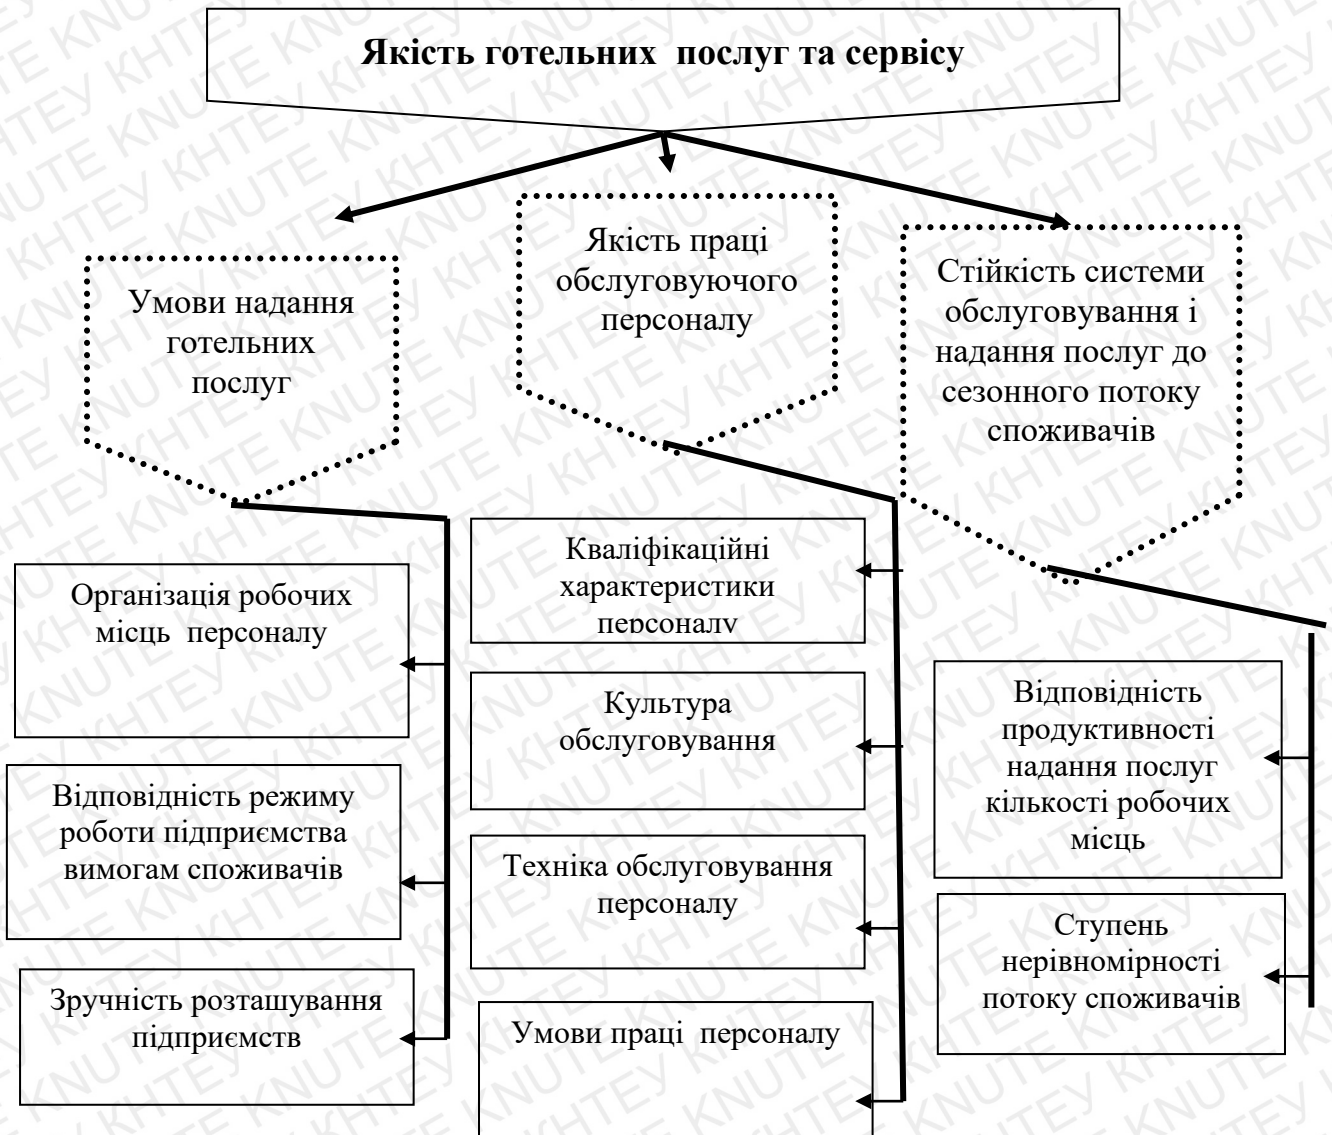 Якість готельних послуг та сервісу
Умови надання
готельних
послуг
Якість праці
обслуговуючого
персоналу
Стійкість системи
обслуговування і
надання послуг до
сезонного потоку
споживачів
Організація робочих
місць персоналу
Відповідність режиму
роботи підприємства
вимогам споживачів
Зручність розташування
підприємств
Кваліфікаційні
характеристики
персоналу
Культура
обслуговування
Техніка обслуговування
персоналу
Умови праці персоналу
Відповідність
продуктивності
надання послуг
кількості робочих
місць
Ступень
нерівномірності
потоку споживачів